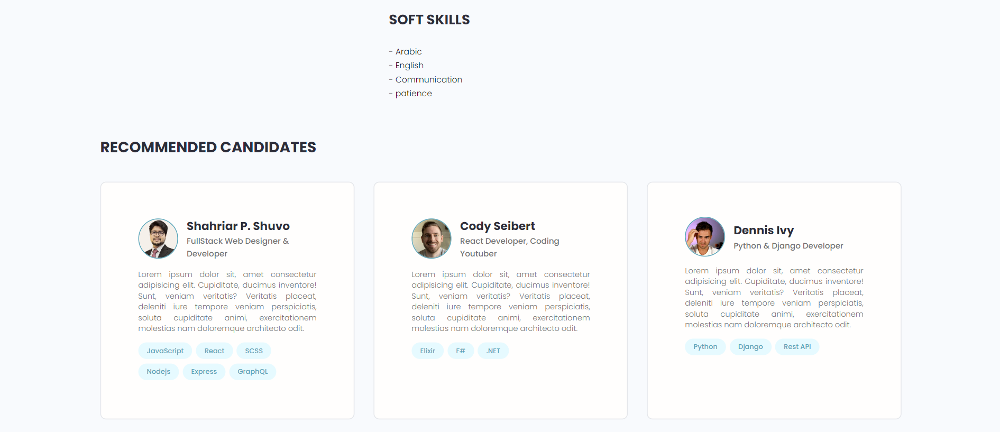 SOFT SKILLS
- Arabic
- English
- Communication
- patience
RECOMMENDED CANDIDATES
Shahriar P. Shuvo
FullStack Web Designer &
Developer
Lorem ipsum dolor sit, amet consectetur
adipisicing elit. Cupiditate, ducimus inventore!
Sunt, veniam veritatis? Veritatis placeat,
deleniti iure tempore veniam perspiciatis,
soluta cupiditate animi, exercitationem
molestias nam doloremque architecto odit.
JavaScript React SCSS
Nodejs Express GraphQL
Cody Seibert
React Developer, Coding
Youtuber
Lorem ipsum dolor sit, amet consectetur
adipisicing elit. Cupiditate, ducimus inventore!
Sunt, veniam veritatis? Veritatis placeat,
deleniti iure tempore veniam perspiciatis,
soluta cupiditate animi, exercitationem
molestias nam doloremque architecto odit.
Elixir F# .NET
Dennis Ivy
Python & Django Developer
Lorem ipsum dolor sit, amet consectetur
adipisicing elit. Cupiditate, ducimus inventore!
Sunt, veniam veritatis? Veritatis placeat,
deleniti iure tempore veniam perspiciatis,
soluta cupiditate animi, exercitationem
molestias nam doloremque architecto odit.
Python Django Rest API